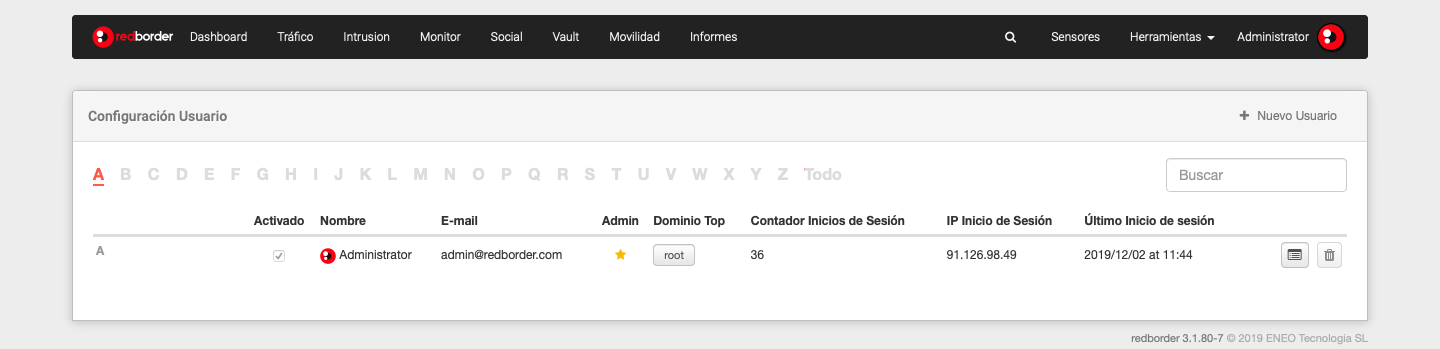 redborder Dashboard Tráfico Intrusion Monitor Social Vault Movilidad Informes Sensores Herramientas Administrator
Configuración Usuario + Nuevo Usuario
A B C D E F G H I J K L M N O P Q R S T U V W X Y Z Todo Buscar
Activado Nombre E-mail Admin Dominio Top Contador Inicios de Sesión IP Inicio de Sesión Último Inicio de sesión
A Administrator admin@redborder.com root 36 91.126.98.49 2019/12/02 at 11:44
redborder 3.1.80-7 © 2019 ENEO Tecnologia SL